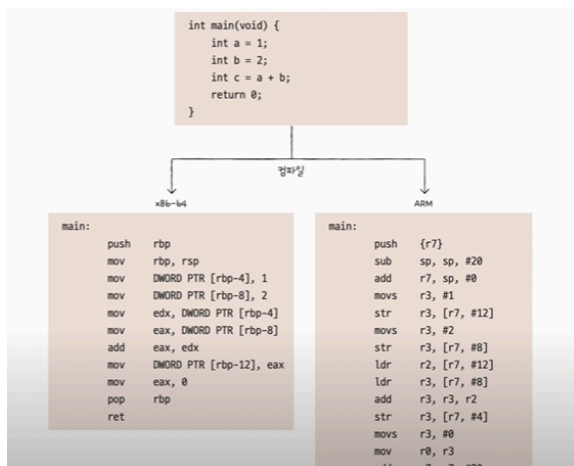 int main(void) {
int a = 1;
int b = 2;
int c = a + b;
return 0;
}
컴파일
x86-64
main:
push rbp
mov rbp, rsp
mov DWORD PTR [rbp-4], 1
mov DWORD PTR [rbp-8], 2
mov edx, DWORD PTR [rbp-4]
mov eax, DWORD PTR [rbp-8]
add eax, edx
mov DWORD PTR [rbp-12], eax
mov eax, 0
pop rbp
ret
ARM
main:
push {r7}
sub sp, sp, #20
add r7, sp, #0
movs r3, #1
str r3, [r7, #12]
movs r3, #2
str r3, [r7, #8]
ldr r2, [r7, #12]
ldr r3, [r7, #8]
add r3, r3, r2
str r3, [r7, #4]
movs r3, #0
mov r0, r3